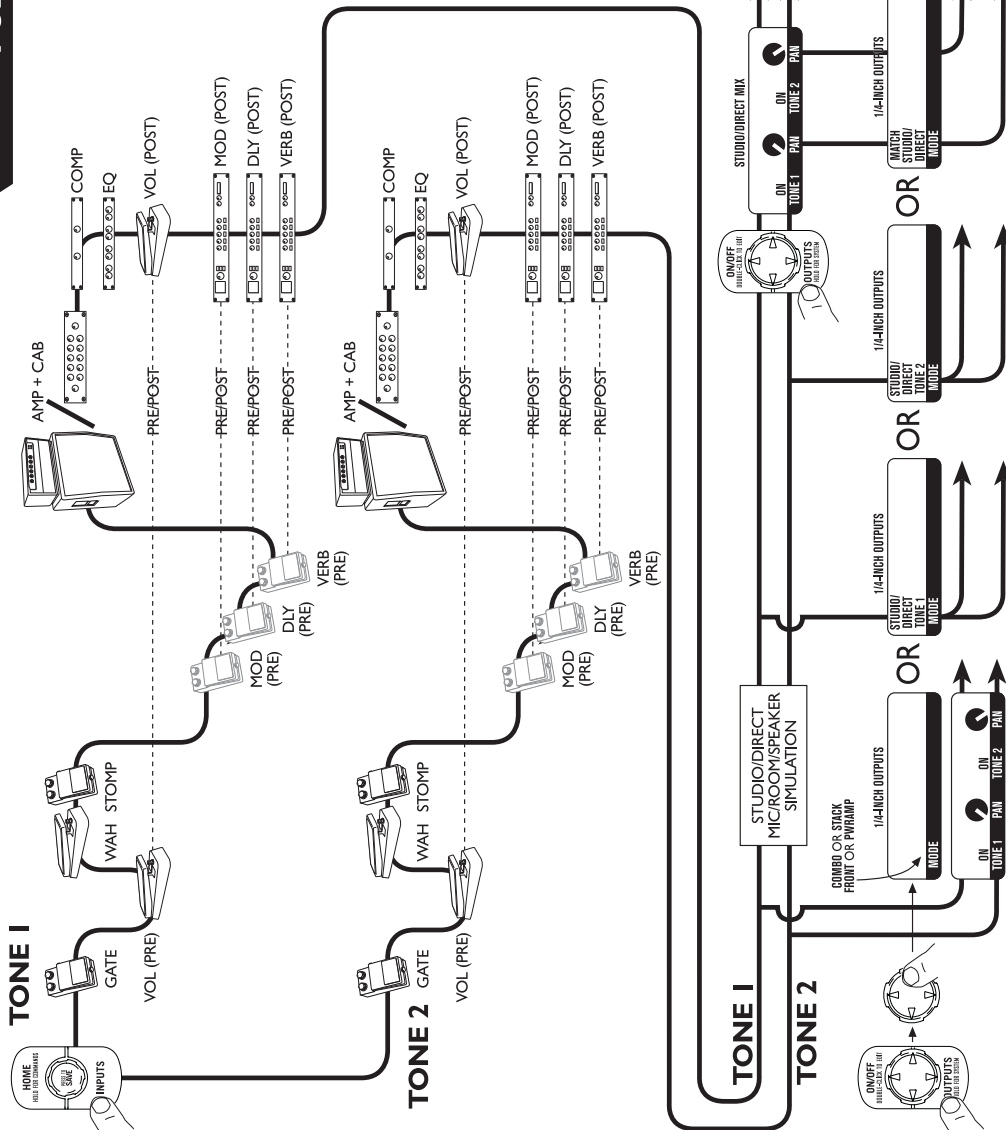 TONE 1
HOME
HOLD FOR COMMANDS
PRESS TO
SAVE
INPUTS
GATE
VOL (PRE)
WAH
STOMP
MOD
(PRE)
DLY
(PRE)
VERB
(PRE)
AMP + CAB
PRE/POST
PRE/POST
PRE/POST
PRE/POST
COMP
EQ
VOL (POST)
MOD (POST)
DLY (POST)
VERB (POST)
TONE 2
GATE
VOL (PRE)
WAH
STOMP
MOD
(PRE)
DLY
(PRE)
VERB
(PRE)
AMP + CAB
PRE/POST
PRE/POST
PRE/POST
PRE/POST
COMP
EQ
VOL (POST)
MOD (POST)
DLY (POST)
VERB (POST)
TONE 1
TONE 2
STUDIO/DIRECT
MIC/ROOM/SPEAKER
SIMULATION
ON/OFF
DOUBLE-CLICK TO EDIT
OUTPUTS
HOLD FOR SYSTEM
STUDIO/DIRECT MIX
ON
ON
TONE 1
PAN
TONE 2
PAN
ON/OFF
DOUBLE-CLICK TO EDIT
OUTPUTS
HOLD FOR SYSTEM
COMBO OR STACK
FRONT OR PWRAMP
1/4-INCH OUTPUTS
MODE
ON
ON
TONE 1
PAN
TONE 2
PAN
OR
1/4-INCH OUTPUTS
STUDIO/
DIRECT
TONE 1
MODE
OR
1/4-INCH OUTPUTS
STUDIO/
DIRECT
TONE 2
MODE
OR
1/4-INCH OUTPUTS
MATCH
STUDIO/
DIRECT
MODE